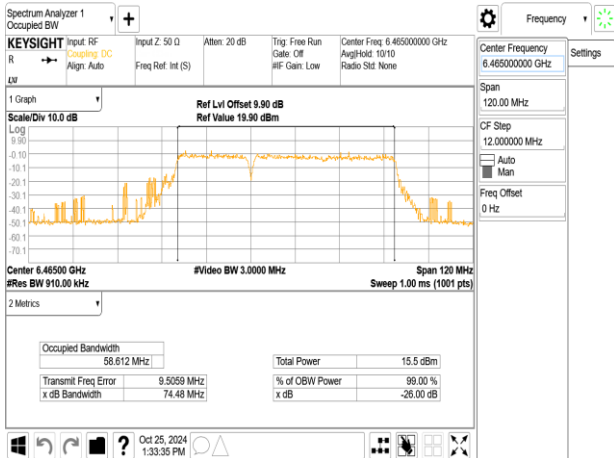 Spectrum Analyzer 1
Occupied BW
Frequency
KEYSIGHT
R
Input: RF
Coupling: DC
Align: Auto
Input Z: 50 Ω
Freq Ref: Int (S)
Atten: 20 dB
Trig: Free Run
Gate: Off
#IF Gain: Low
Center Freq: 6.465000000 GHz
Avg|Hold: 10/10
Radio Std: None
Center Frequency
6.465000000 GHz
Settings
Span
120.00 MHz
CF Step
12.000000 MHz
Auto
Man
Freq Offset
0 Hz
1 Graph
Scale/Div 10.0 dB
Ref Lvl Offset 9.90 dB
Ref Value 19.90 dBm
Log
9.90
-0.10
-10.1
-20.1
-30.1
-40.1
-50.1
-60.1
-70.1
Center 6.46500 GHz
#Video BW 3.0000 MHz
Span 120 MHz
#Res BW 910.00 kHz
Sweep 1.00 ms (1001 pts)
2 Metrics
Occupied Bandwidth
58.612 MHz
Total Power
15.5 dBm
Transmit Freq Error
9.5059 MHz
% of OBW Power
99.00 %
x dB Bandwidth
74.48 MHz
x dB
-26.00 dB
?
Oct 25, 2024
1:33:35 PM